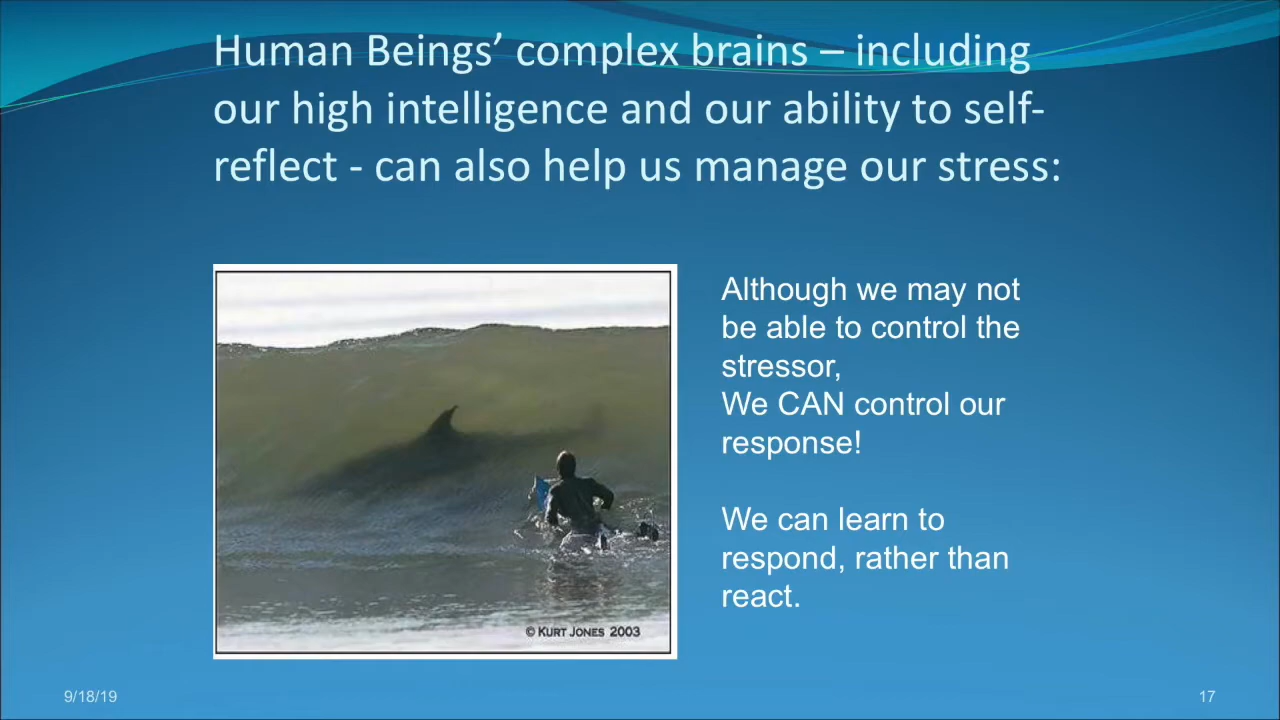 Human Beings’ complex brains – including
our high intelligence and our ability to self-
reflect - can also help us manage our stress:
Although we may not
be able to control the
stressor,
We CAN control our
response!
We can learn to
respond, rather than
react.
© KURT JONES 2003
9/18/19
17